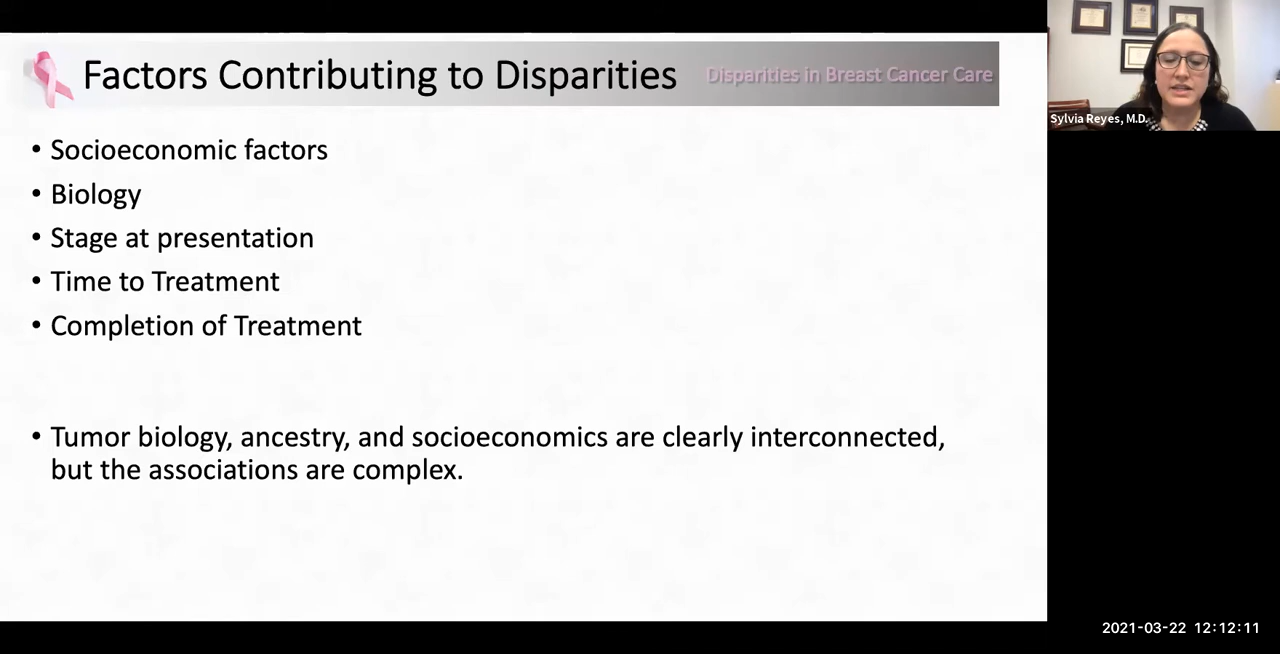 Factors Contributing to Disparities
Disparities in Breast Cancer Care
• Socioeconomic factors
• Biology
• Stage at presentation
• Time to Treatment
• Completion of Treatment
• Tumor biology, ancestry, and socioeconomics are clearly interconnected,
but the associations are complex.
Sylvia Reyes, M.D.
2021-03-22 12:12:11